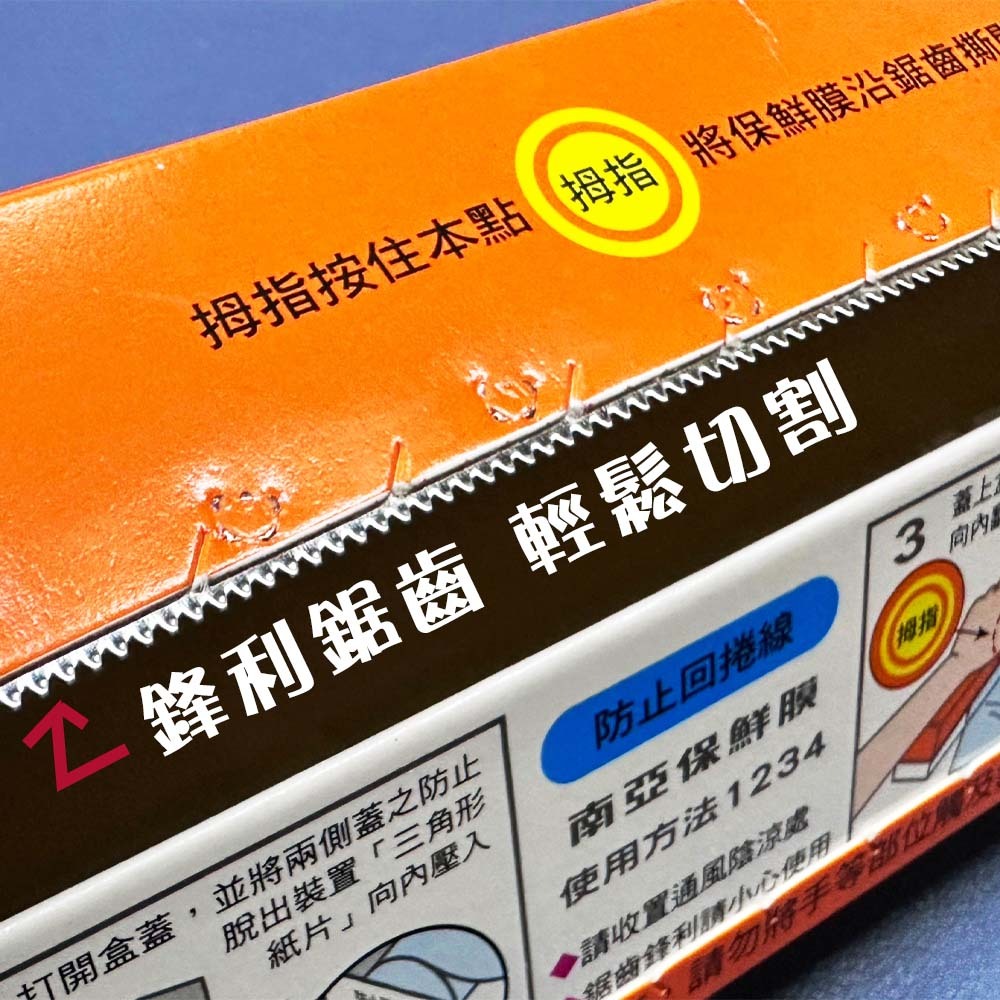 拇指按住本點 拇指 將保鮮膜沿鋸齒撕
鋒利鋸齒 輕鬆切割
打開盒蓋，並將兩側蓋之防止
脫出裝置「三角形
紙片」向內壓入
防止回捲線
南亞保鮮膜
使用方法1234
◆請收置通風陰涼處
鋸齒鋒利請小心使用
請勿將手等部位觸及
3
蓋上
向內
拇指